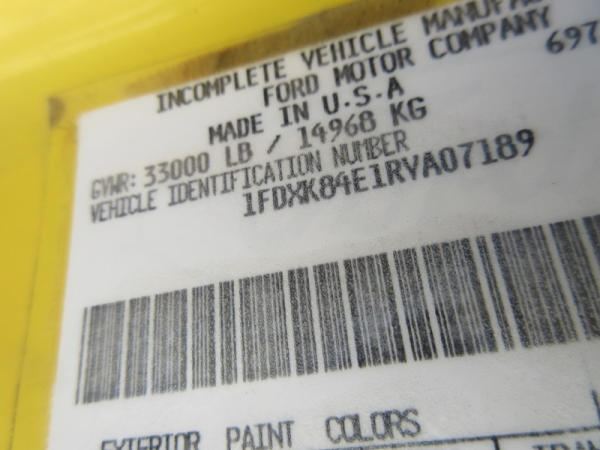 INCOMPLETE VEHICLE
FORD MOTOR COMPANY
697
MADE IN U.S.A
GVWR: 33000 LB / 14968 KG
VEHICLE IDENTIFICATION NUMBER
1FDXK84E1RYA07189
EXTERIOR PAINT COLORS